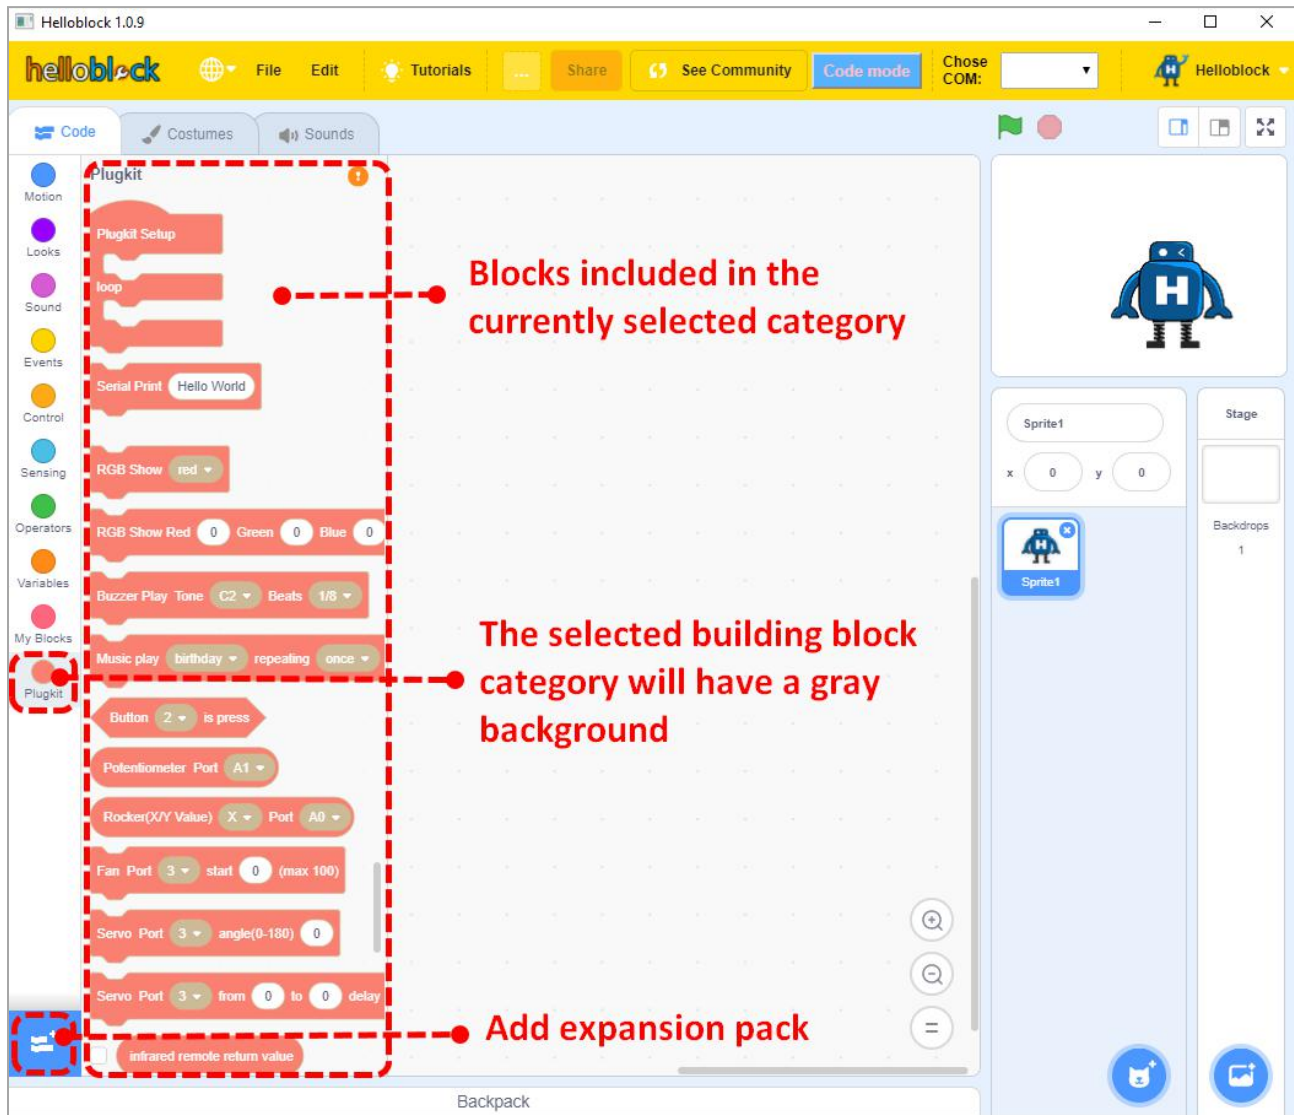 Helloblock 1.0.9
helloblock File Edit Tutorials ... Share See Community Code mode Chose COM: Helloblock
Code Costumes Sounds
Motion
Looks
Sound
Events
Control
Sensing
Operators
Variables
My Blocks
Plugkit
Plugkit
Plugkit Setup
loop
Serial Print Hello World
RGB Show red
RGB Show Red 0 Green 0 Blue 0
Buzzer Play Tone C2 Beats 1/8
Music play birthday repeating once
Button 2 is press
Potentiometer Port A1
Rocker(X/Y Value) X Port A0
Fan Port 3 start 0 (max 100)
Servo Port 3 angle(0-180) 0
Servo Port 3 from 0 to 0 delay
infrared remote return value
Blocks included in the
currently selected category
The selected building block
category will have a gray
background
Add expansion pack
H
Sprite1
x 0 y 0
H
Sprite1
Stage
Backdrops
1
Backpack